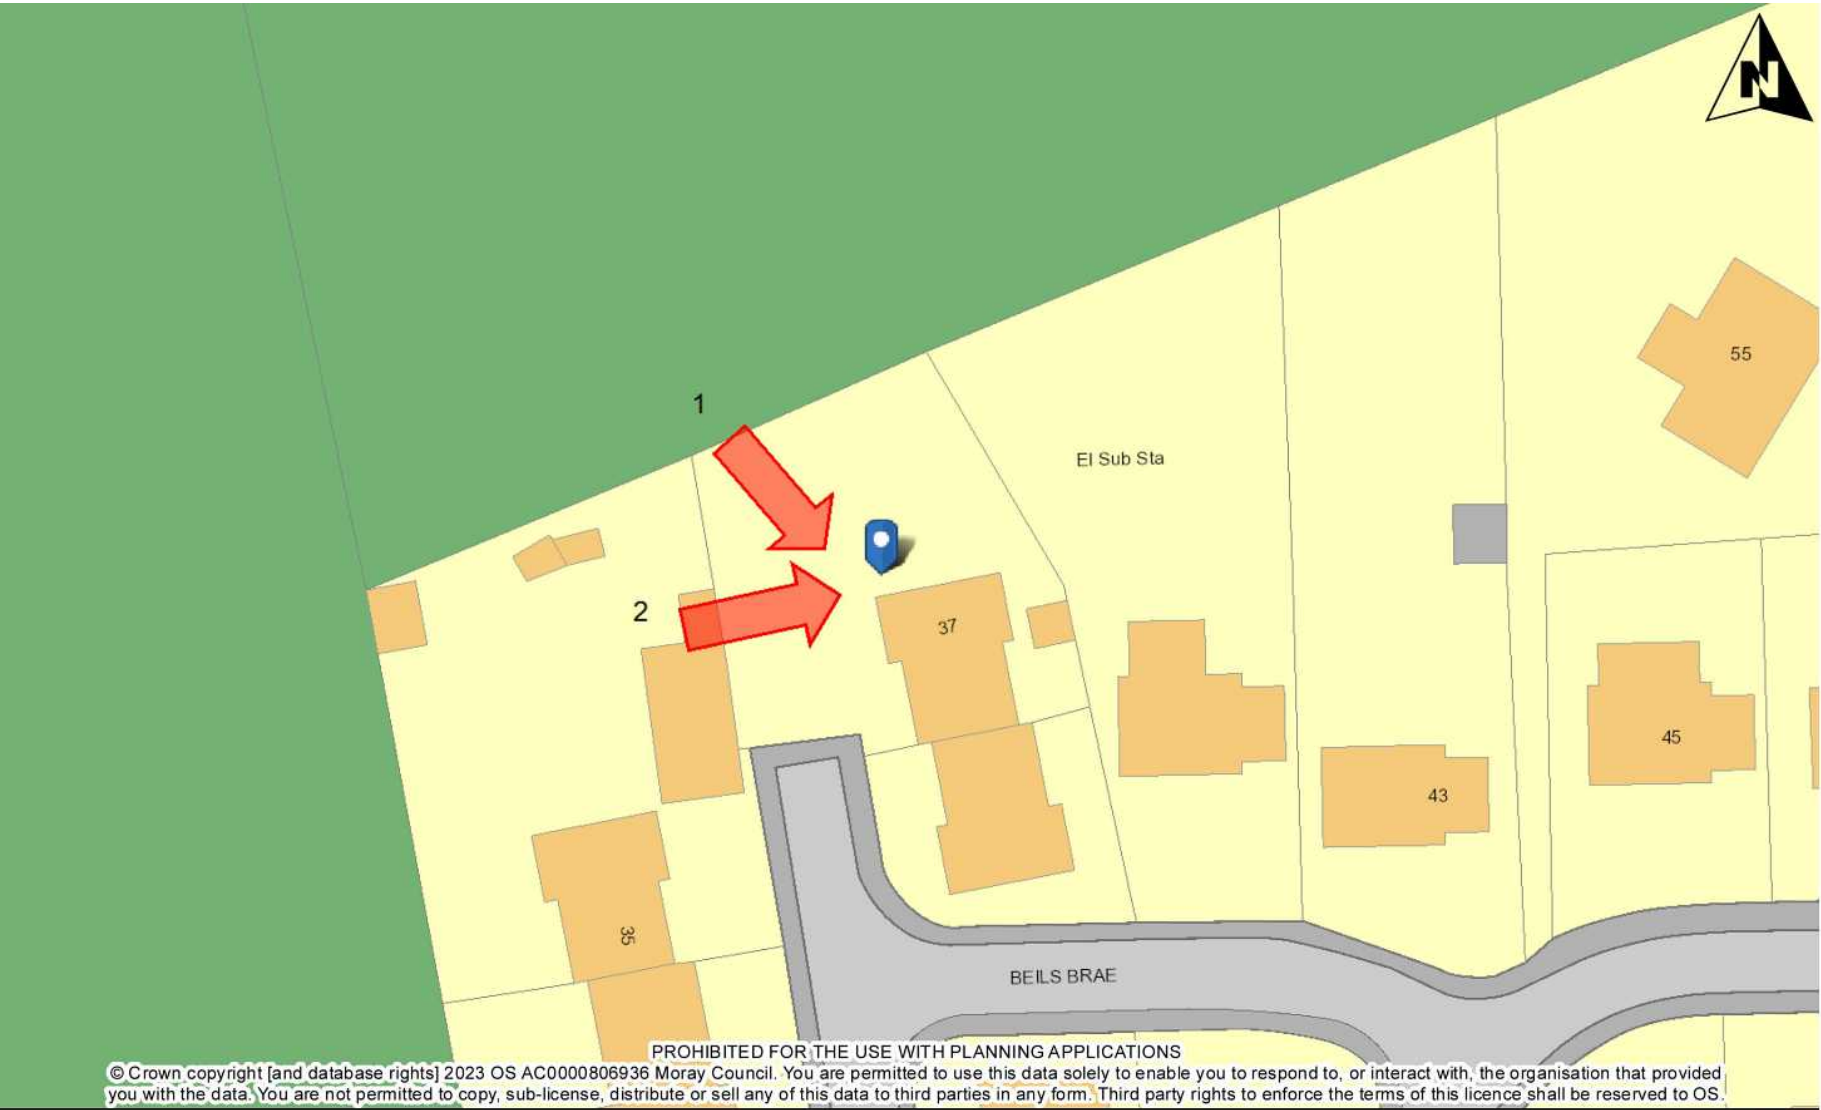 N
55
1
El Sub Sta
2
37
45
43
35
BEILS BRAE
PROHIBITED FOR THE USE WITH PLANNING APPLICATIONS
© Crown copyright [and database rights] 2023 OS AC0000806936 Moray Council. You are permitted to use this data solely to enable you to respond to, or interact with, the organisation that provided
you with the data. You are not permitted to copy, sub-license, distribute or sell any of this data to third parties in any form. Third party rights to enforce the terms of this licence shall be reserved to OS.